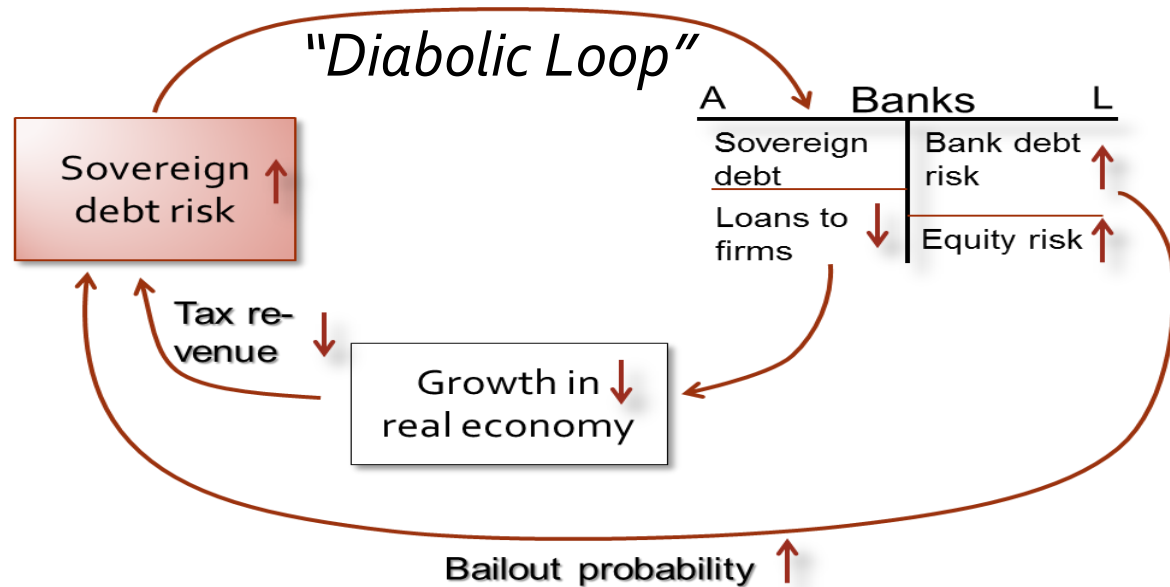 “Diabolic Loop”
A Banks L
Sovereign
debt
Loans to
firms
Bank debt
risk
Equity risk
Sovereign
debt risk
Tax re-
venue
Growth in
real economy
Bailout probability